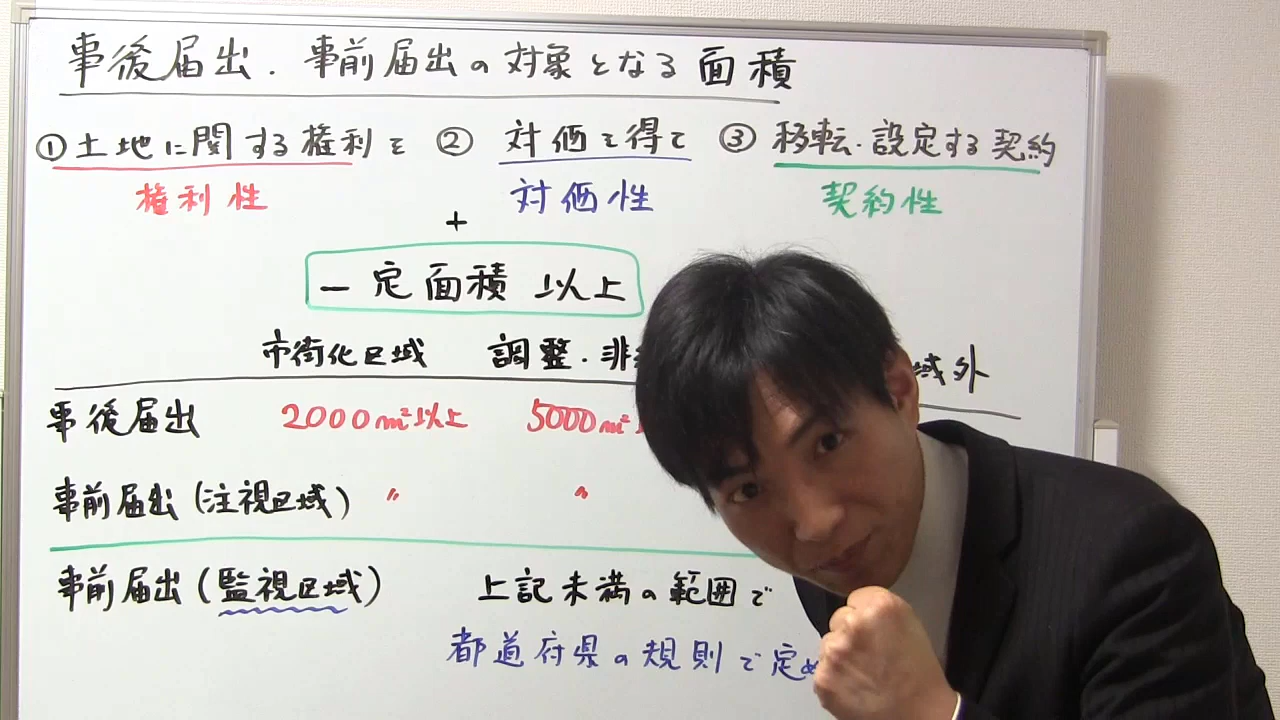 事後届出・事前届出の対象となる面積
①土地に関する権利を ②対価を得て ③移転・設定する契約
権利性 対価性 契約性
+
一定面積以上
市街化区域 調整・非 域外
事後届出 2000m²以上 5000m²
事前届出(注視区域) 〃 〃
事前届出(監視区域) 上記未満の範囲で
都道府県の規則で定め